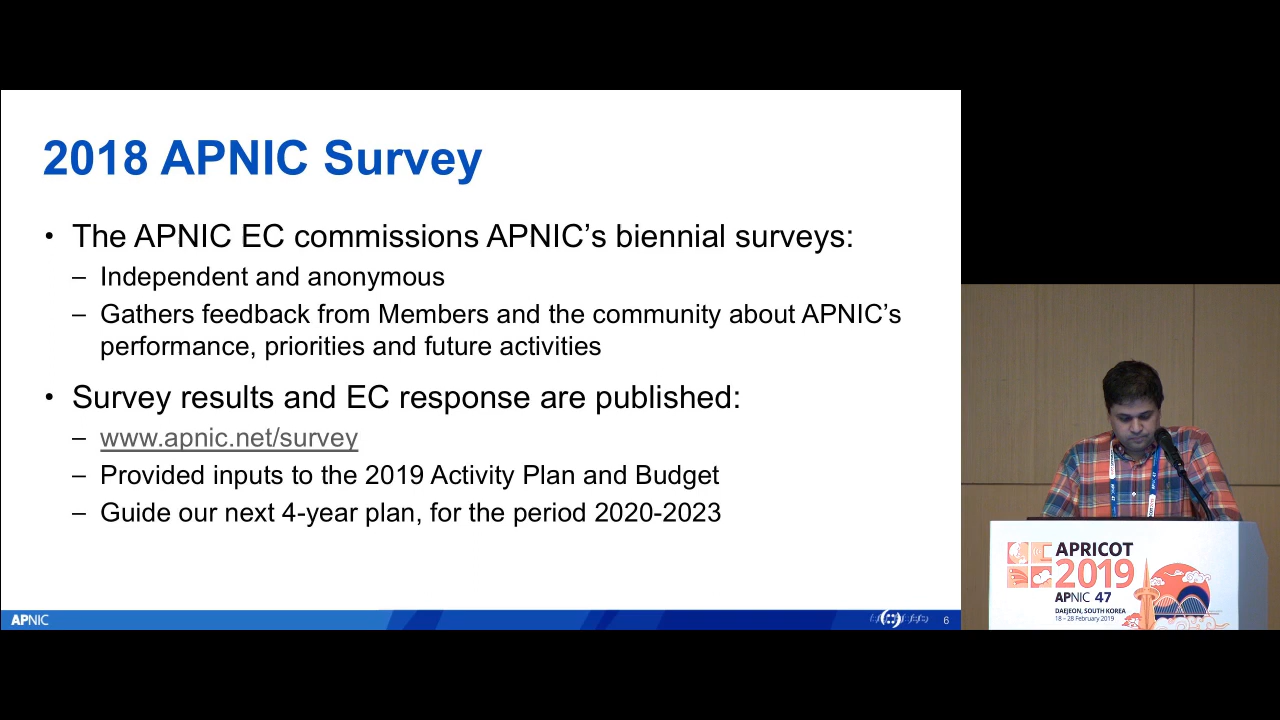 2018 APNIC Survey
• The APNIC EC commissions APNIC’s biennial surveys:
– Independent and anonymous
– Gathers feedback from Members and the community about APNIC’s
performance, priorities and future activities
• Survey results and EC response are published:
– www.apnic.net/survey
– Provided inputs to the 2019 Activity Plan and Budget
– Guide our next 4-year plan, for the period 2020-2023
APNIC
6
APRICOT
2019
APNIC 47
DAEJEON, SOUTH KOREA
18 – 28 February 2019